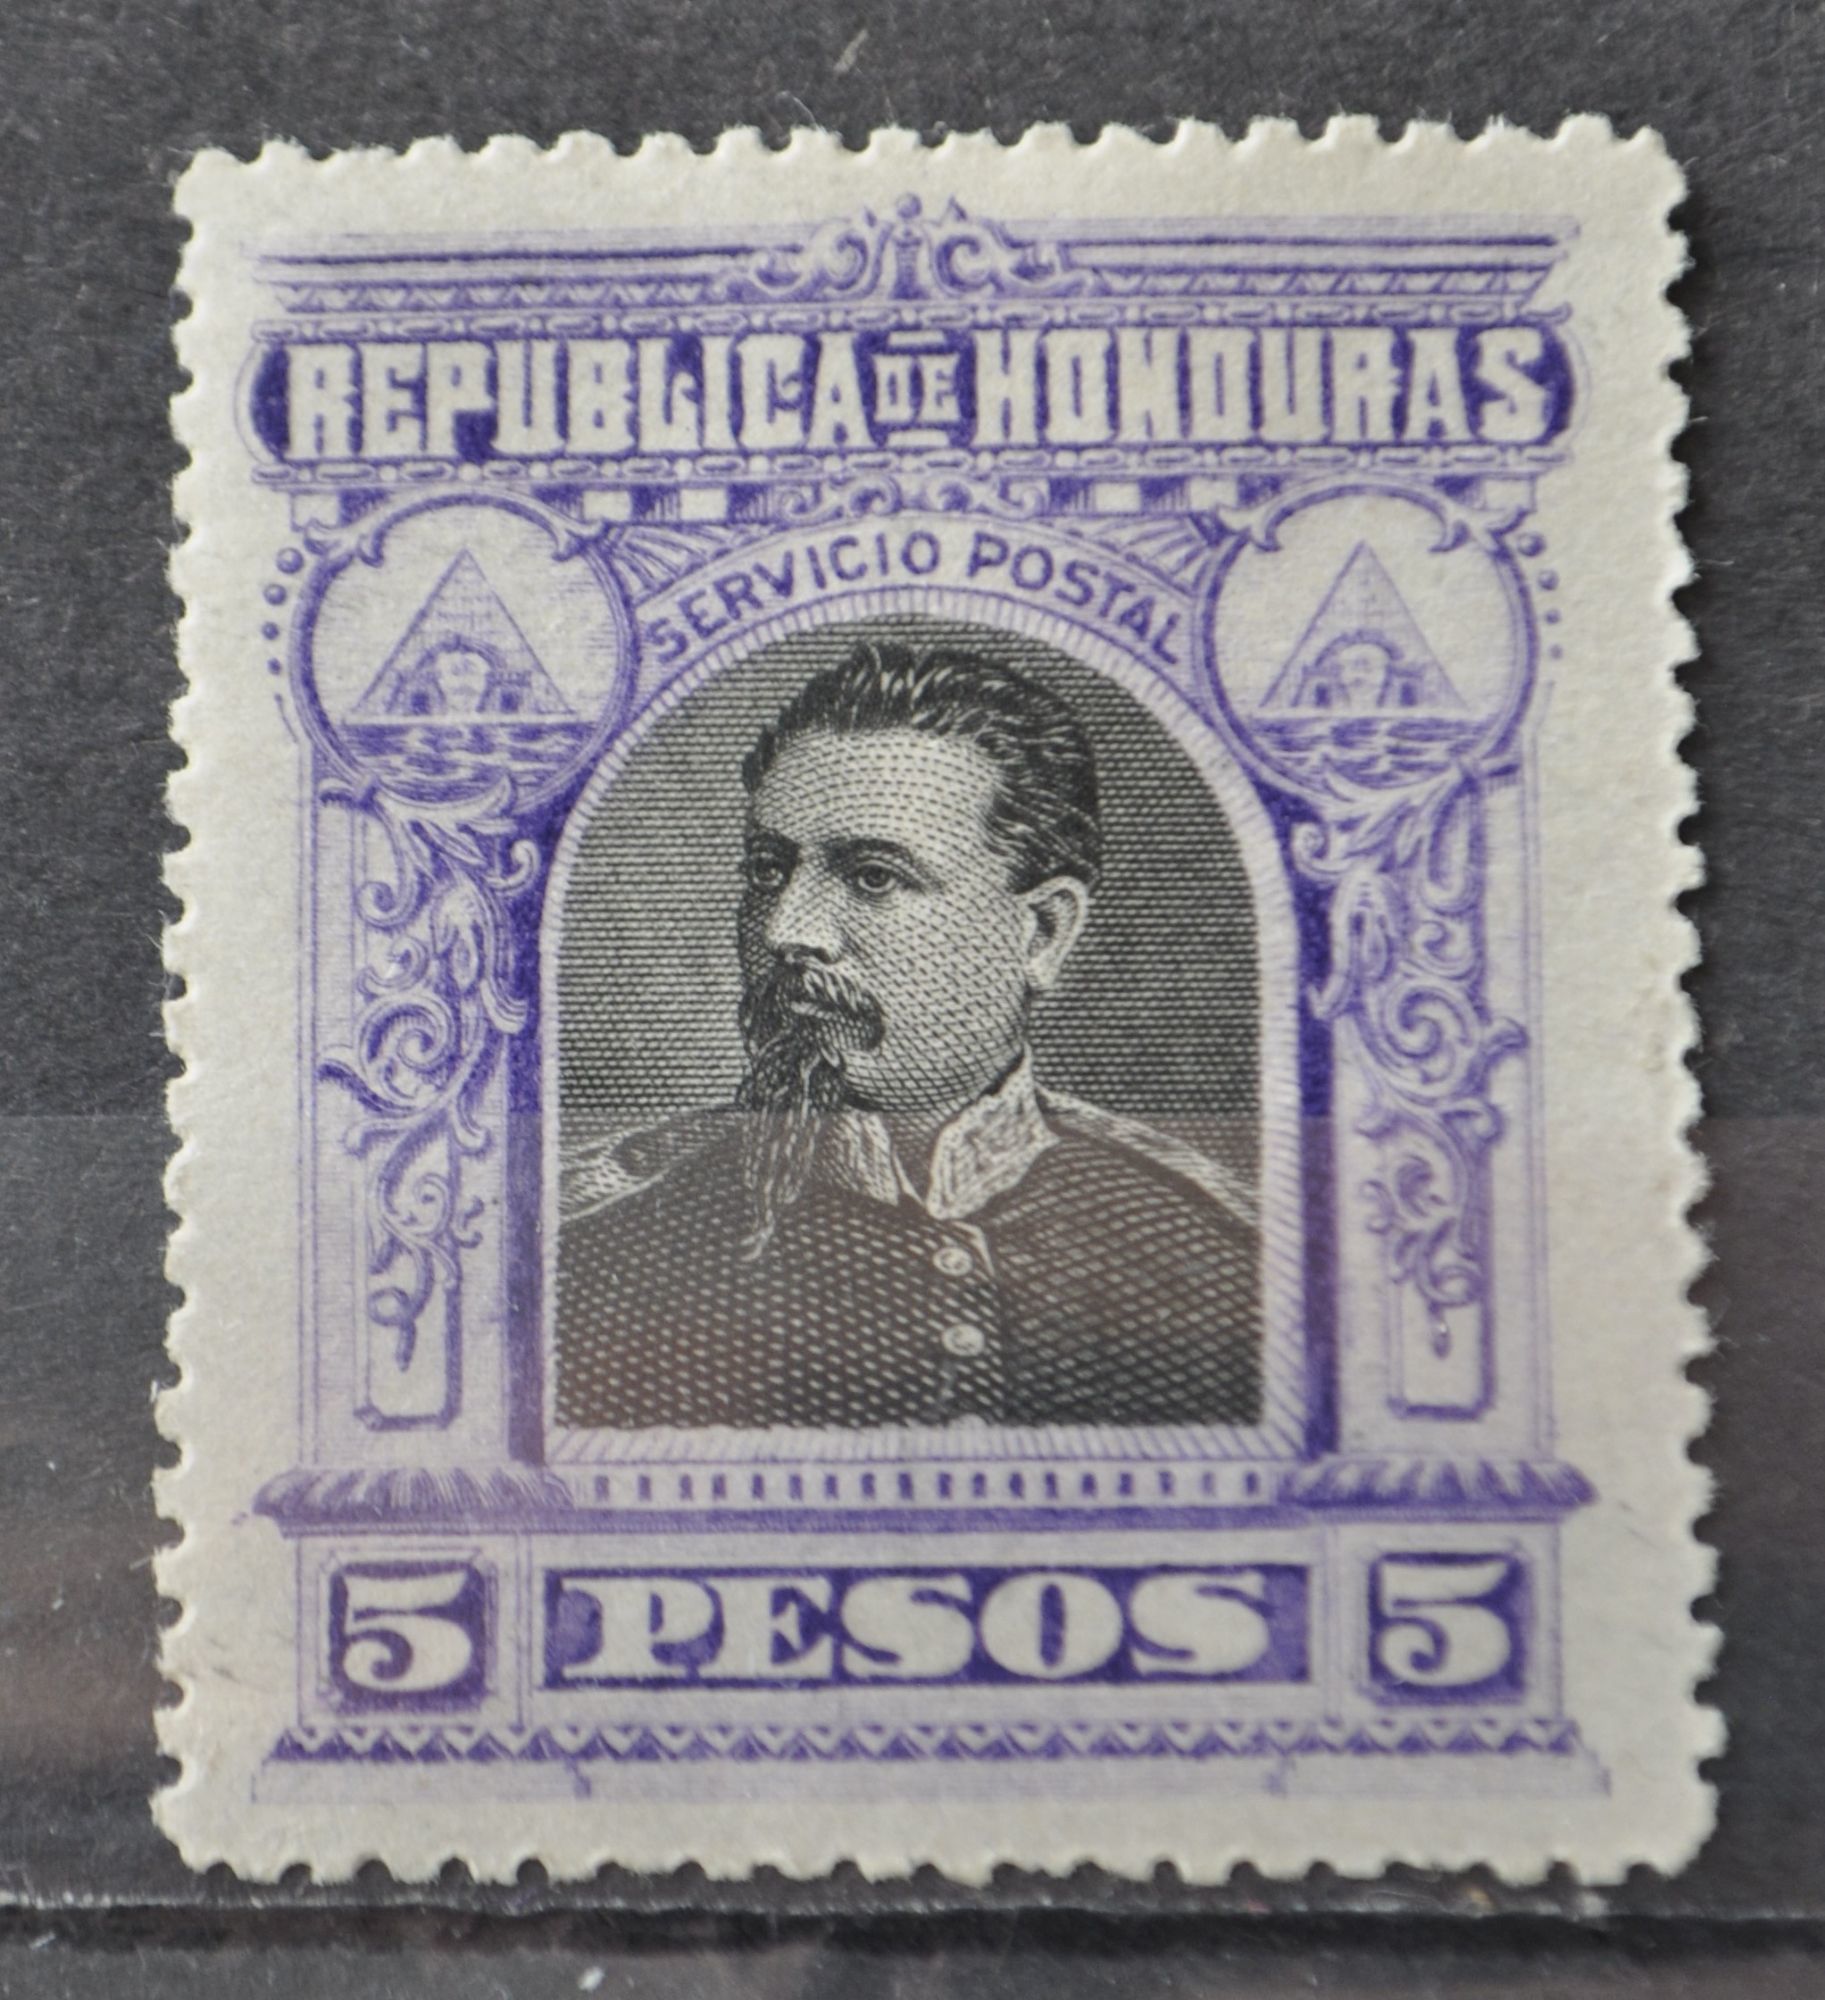 REPUBLICA DE HONDURAS
SERVICIO POSTAL
5 PESOS 5